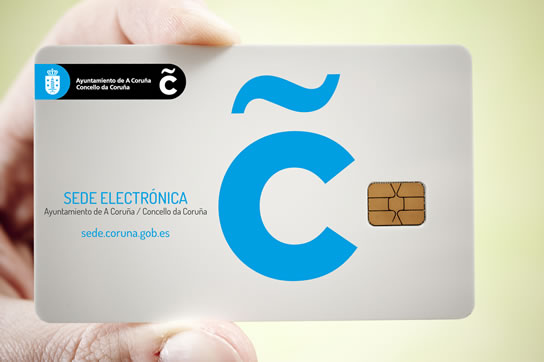 Ayuntamiento de A Coruña
Concello da Coruña
c̃
SEDE ELECTRÓNICA
Ayuntamiento de A Coruña / Concello da Coruña
sede.coruna.gob.es